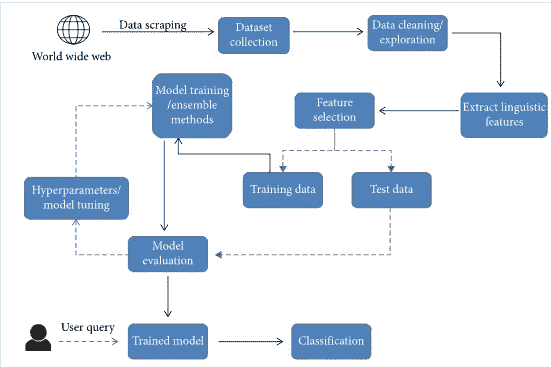 World wide web
Data scraping
Dataset
collection
Data cleaning/
exploration
Model training
/ensemble
methods
Feature
selection
Extract linguistic
features
Hyperparameters/
model tuning
Training data
Test data
Model
evaluation
User query
Trained model
Classification